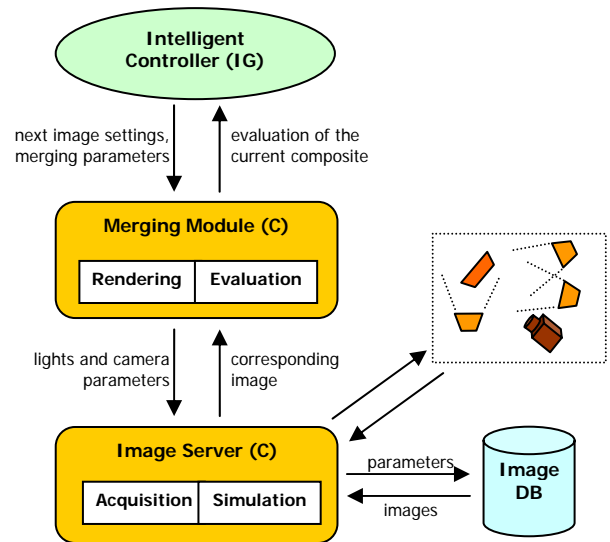 Intelligent
Controller (IG)
next image settings,
merging parameters
evaluation of the
current composite
Merging Module (C)
Rendering
Evaluation
lights and camera
parameters
corresponding
image
Image Server (C)
Acquisition
Simulation
parameters
images
Image
DB